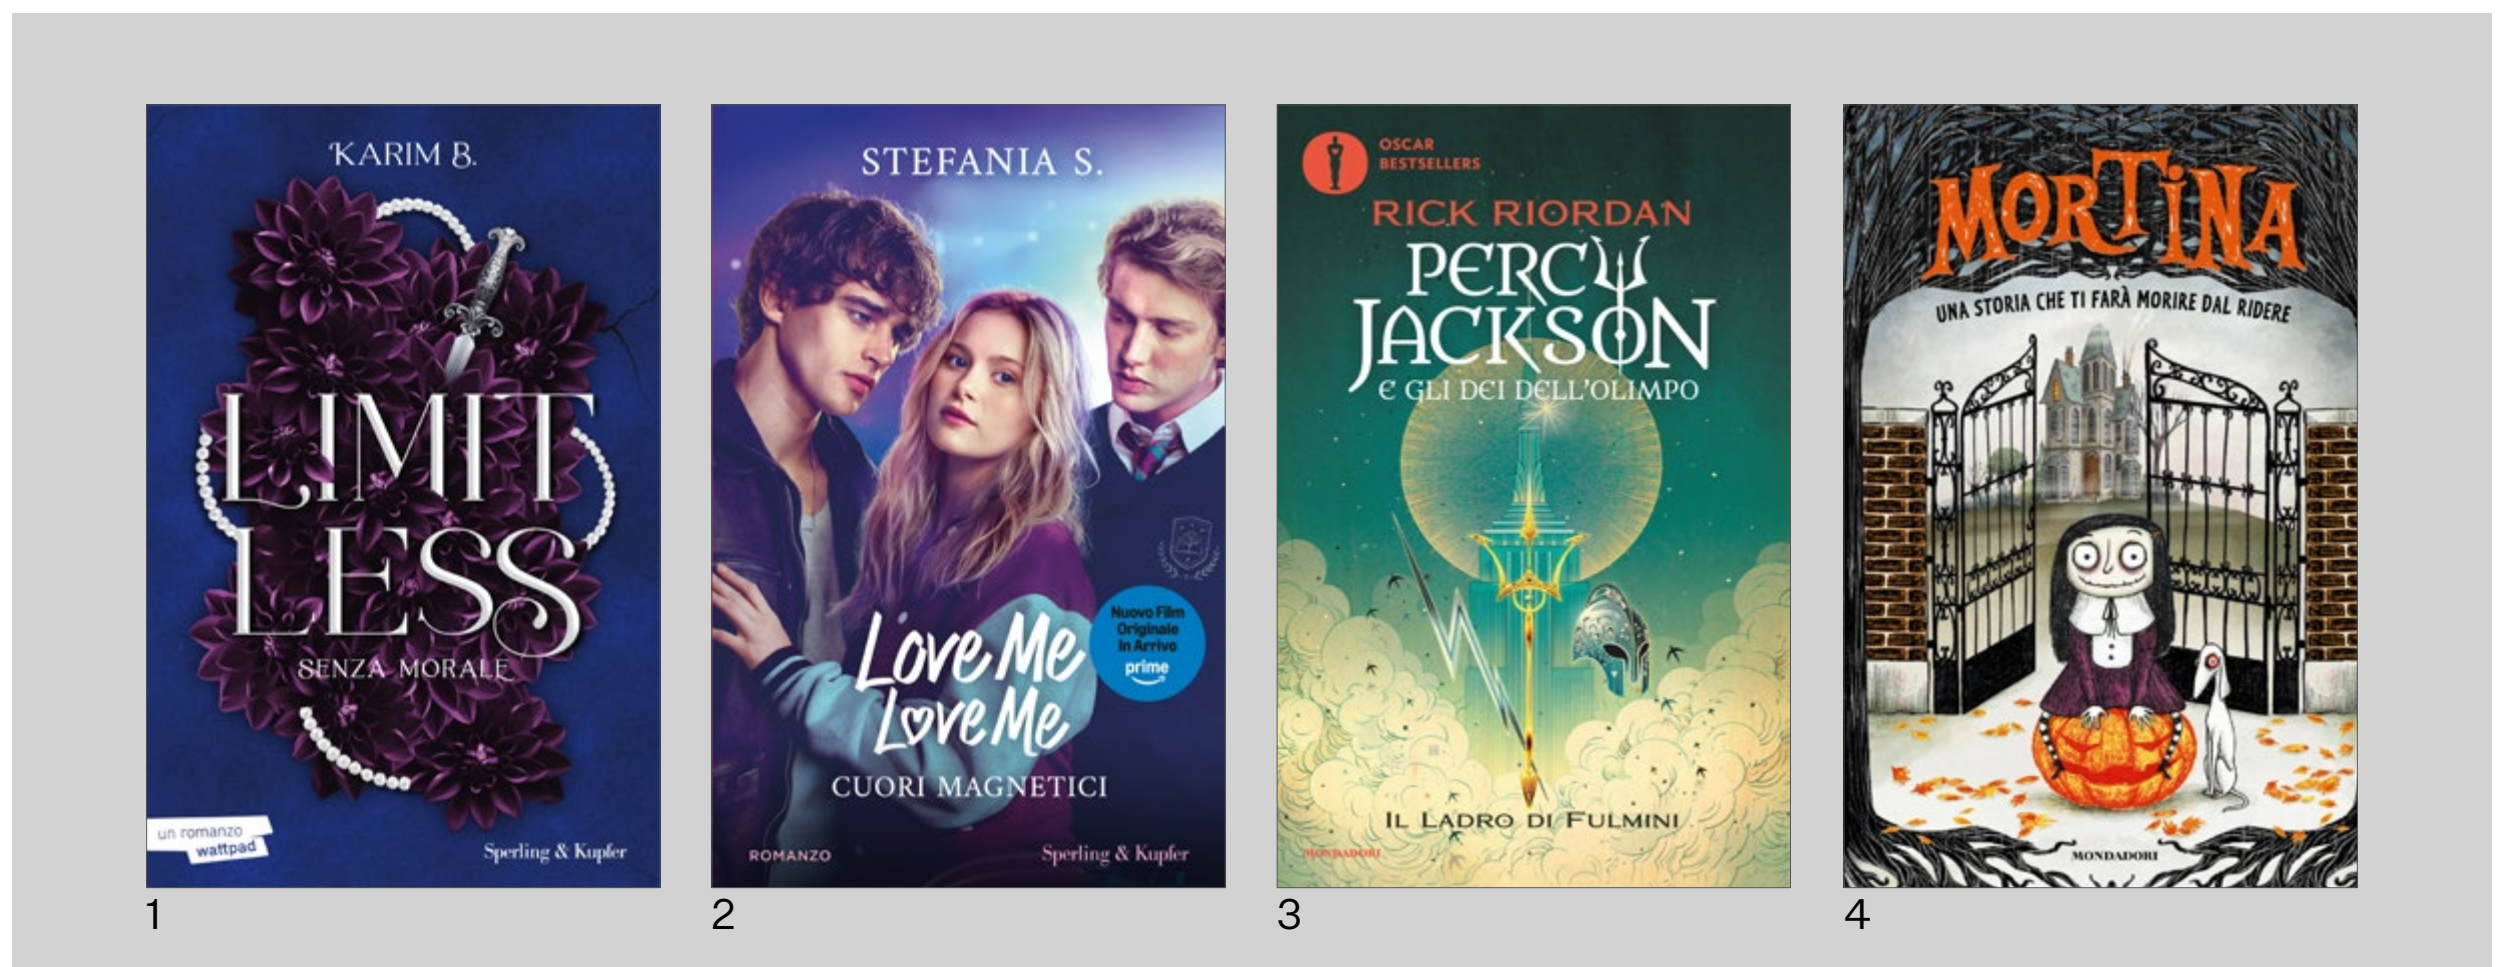 KARIM B.
LIMIT
LESS
SENZA MORALE
un romanzo
wattpad
Sperling & Kupfer
1
STEFANIA S.
Nuovo Film
Originale
In Arrivo
prime
Love Me
Love Me
CUORI MAGNETICI
ROMANZO
Sperling & Kupfer
2
OSCAR
BESTSELLERS
RICK RIORDAN
PERCY
JACKSON
E GLI DEI DELL'OLIMPO
IL LADRO DI FULMINI
MONDADORI
3
MORTINA
UNA STORIA CHE TI FARÀ MORIRE DAL RIDERE
MONDADORI
4